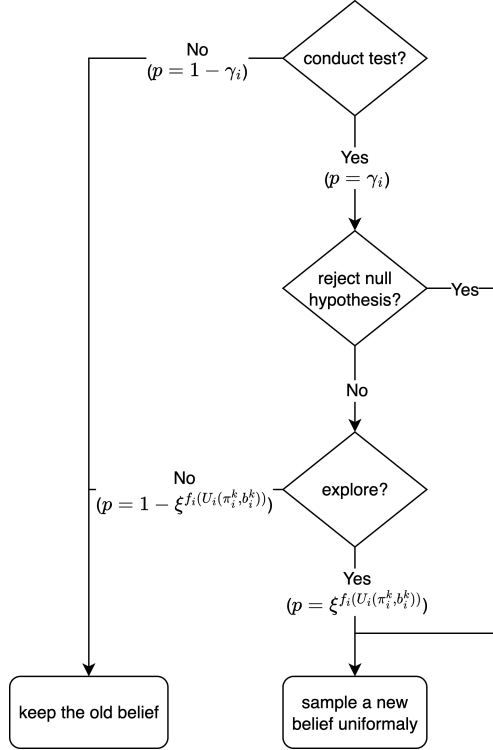 conduct test?
No
(p = 1 − γ_i)
Yes
(p = γ_i)
reject null
hypothesis?
Yes
No
explore?
No
(p = 1 − ξ^{f_i(U_i(π_i^k,b_i^k))})
Yes
(p = ξ^{f_i(U_i(π_i^k,b_i^k))})
keep the old belief
sample a new
belief uniformaly